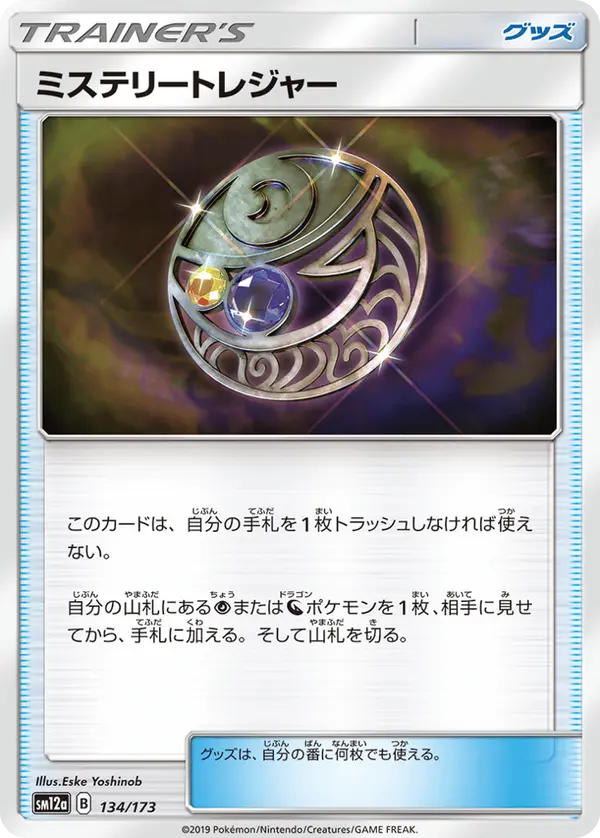 TRAINER'S
グッズ
ミステリートレジャー
このカードは、自分の手札を1枚トラッシュしなければ使え
ない。
自分の山札にあるまたはポケモンを1枚、相手に見せ
てから、手札に加える。そして山札を切る。
グッズは、自分の番に何枚でも使える。
Illus.Eske Yoshinob
sm12a B 134/173
©2019 Pokémon/Nintendo/Creatures/GAME FREAK.